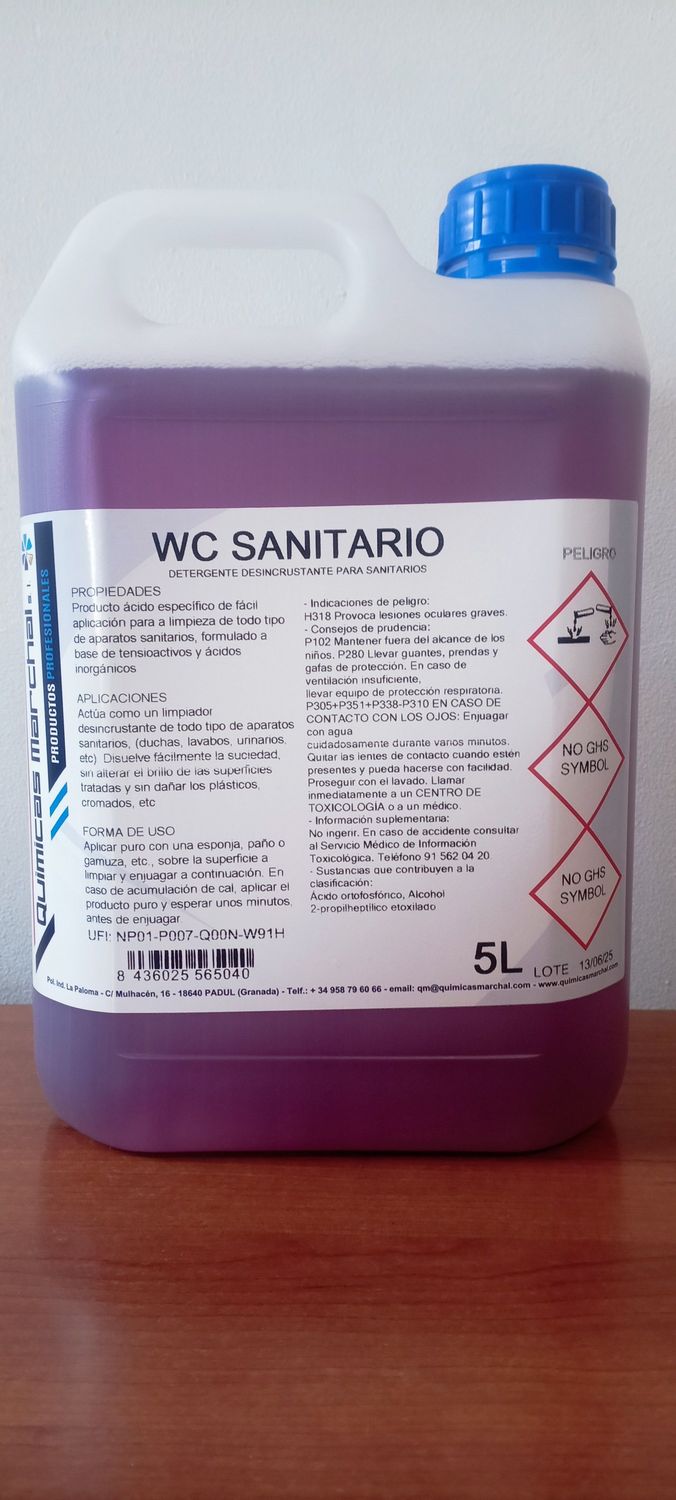 WC SANITARIO
DETERGENTE DESINCRUSTANTE PARA SANITARIOS
Químicas Marchal s.l.
PRODUCTOS PROFESIONALES
PROPIEDADES
Producto ácido específico de fácil
aplicación para a limpieza de todo tipo
de aparatos sanitarios, formulado a
base de tensioactivos y ácidos
inorgánicos
APLICACIONES
Actúa como un limpiador
desincrustante de todo tipo de aparatos
sanitarios, (duchas, lavabos, urinarios,
etc) Disuelve fácilmente la suciedad,
sin alterar el brillo de las superficies
tratadas y sin dañar los plásticos,
cromados, etc
FORMA DE USO
Aplicar puro con una esponja, paño o
gamuza, etc., sobre la superficie a
limpiar y enjuagar a continuación. En
caso de acumulación de cal, aplicar el
producto puro y esperar unos minutos,
antes de enjuagar
UFI: NP01-P007-Q00N-W91H
8 436025 565040
- Indicaciones de peligro:
H318 Provoca lesiones oculares graves.
- Consejos de prudencia:
P102 Mantener fuera del alcance de los
niños. P280 Llevar guantes, prendas y
gafas de protección. En caso de
ventilación insuficiente,
llevar equipo de protección respiratoria.
P305+P351+P338-P310 EN CASO DE
CONTACTO CON LOS OJOS: Enjuagar
con agua
cuidadosamente durante varios minutos.
Quitar las lentes de contacto cuando estén
presentes y pueda hacerse con facilidad.
Proseguir con el lavado. Llamar
inmediatamente a un CENTRO DE
TOXICOLOGÍA o a un médico.
- Información suplementaria:
No ingerir. En caso de accidente consultar
al Servicio Médico de Información
Toxicológica. Teléfono 91 562 04 20.
- Sustancias que contribuyen a la
clasificación:
Ácido ortofosfórico, Alcohol
2-propilheptílico etoxilado
PELIGRO
NO GHS
SYMBOL
NO GHS
SYMBOL
5L
LOTE 13/06/25
Pol. Ind. La Paloma - C/ Mulhacén, 16 - 18640 PADUL (Granada) - Telf.: + 34 958 79 60 66 - email: qm@quimicasmarchal.com - www.quimicasmarchal.com